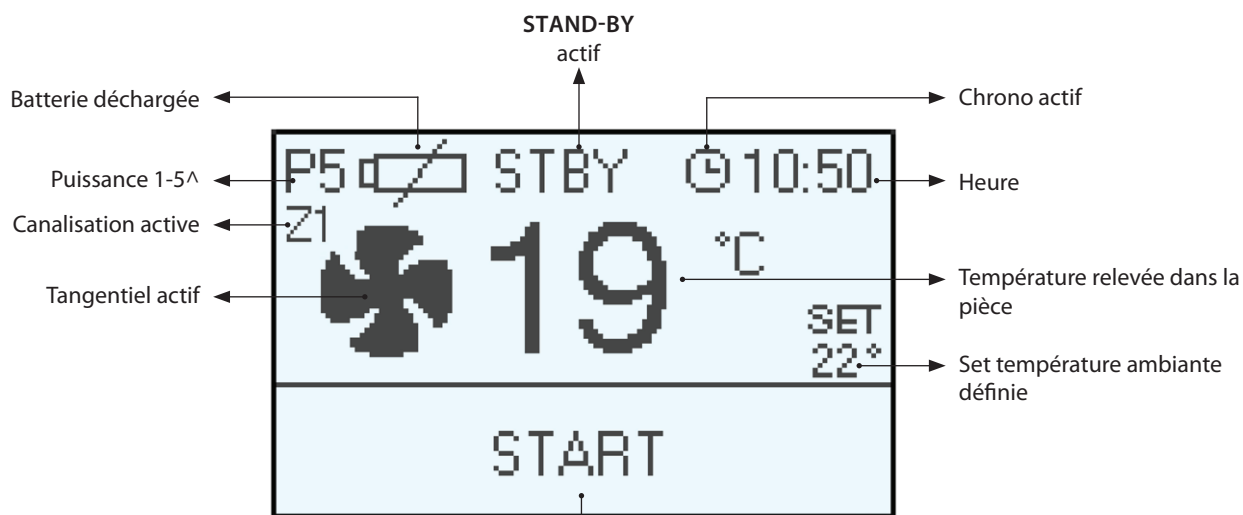 STAND-BY
actif
Batterie déchargée
Chrono actif
P5 STBY 10:50
Puissance 1-5^
Heure
Canalisation active
Z1
19 °C
Tangentiel actif
Température relevée dans la
pièce
SET
22°
Set température ambiante
définie
START